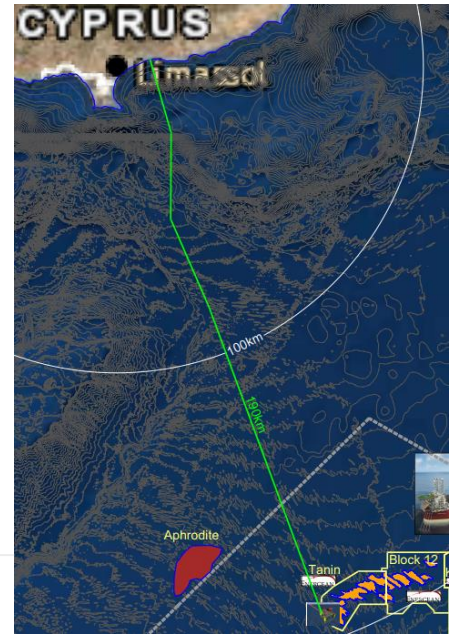 CYPRUS
Limassol
100km
190km
Aphrodite
Tanin
Block 12